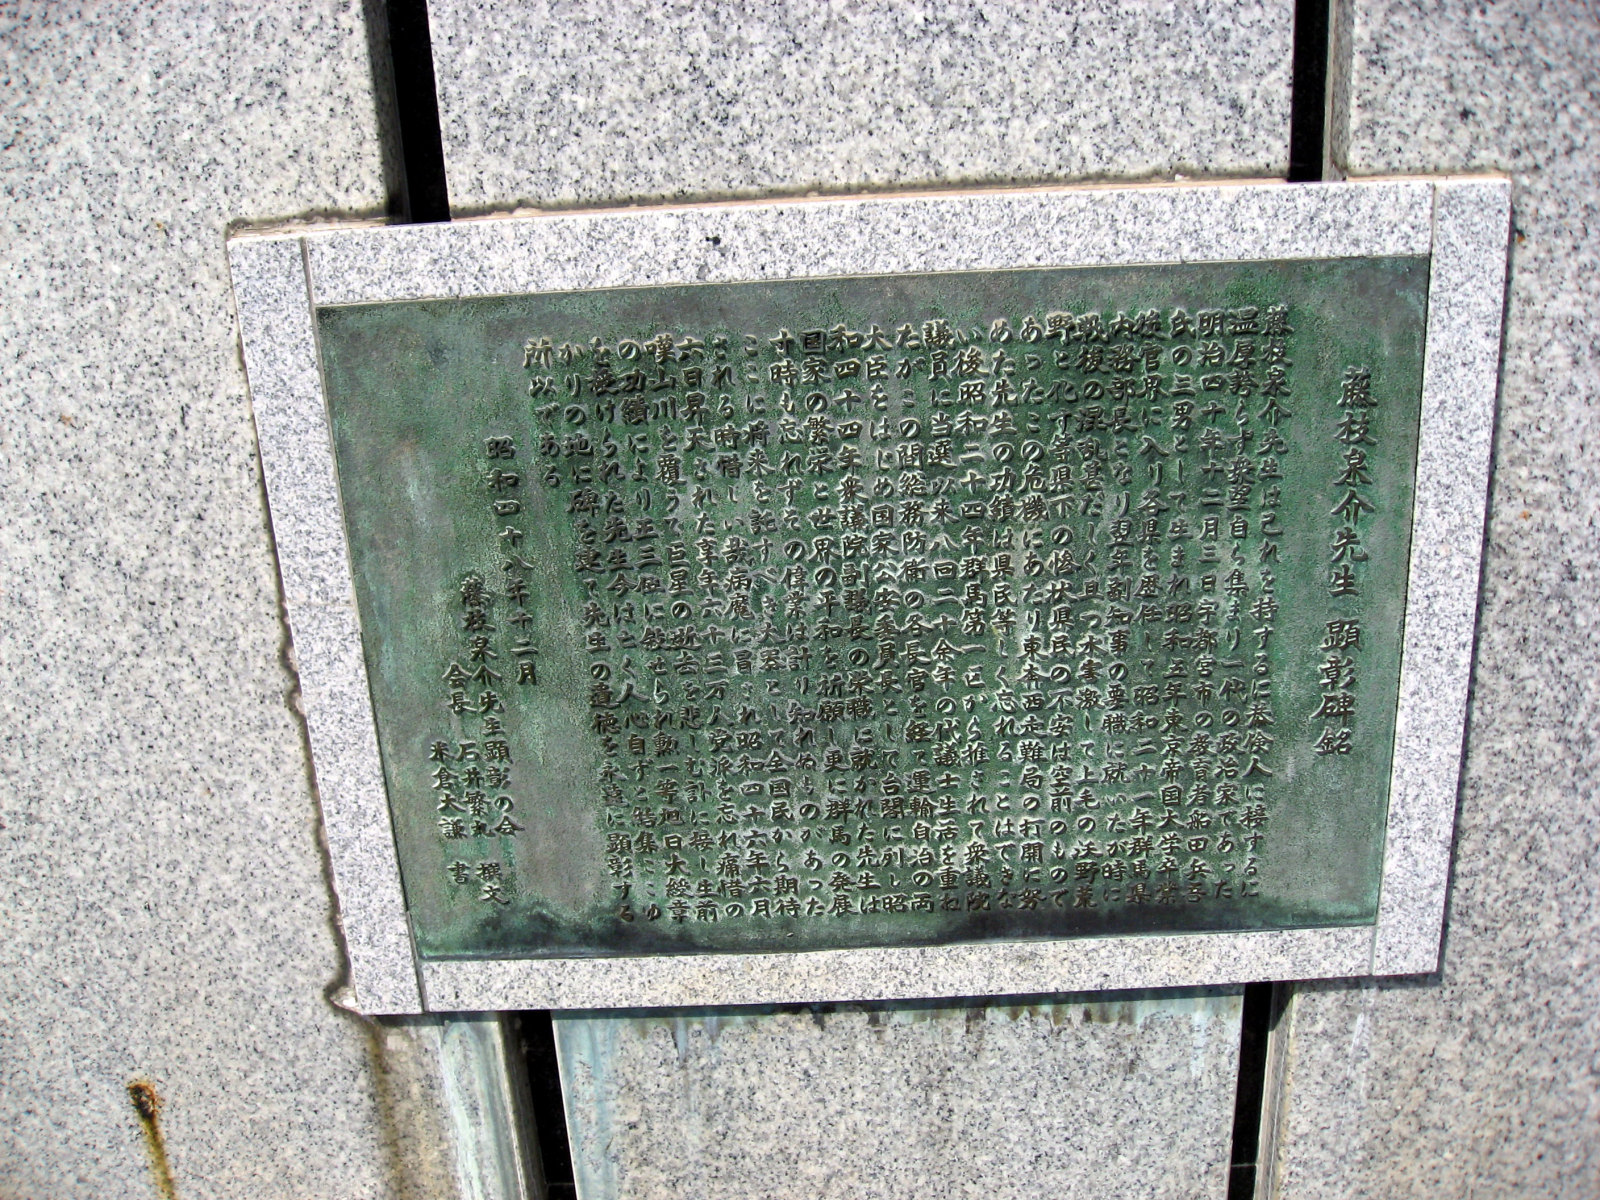 藤枝泉介先生 顕彰碑銘
藤枝泉介先生は己れを持するに恭倹人に接するに
温厚誇らず衆望自ら集まり一代の政治家であった
明治四十年十二月三日宇都宮市の教育者船田兵吾
氏の三男として生まれ昭和五年東京帝国大学卒業
後官界に入り各県を歴任して昭和二十一年群馬県
内務部長となり翌年副知事の要職に就いたが時に
戦後の混乱甚だしく且つ水害激して上毛の沃野荒
野と化す等県下の惨状県民の不安は空前のもので
あったこの危機にあたり東奔西走難局の打開に努
めた先生の功績は県民等しく忘れることはできな
い後昭和二十四年群馬第一区から推されて衆議院
議員に当選以来八回二十余年の代議士生活を重ね
たがこの間総務防衛の各長官を経て運輸自治の両
大臣をはじめ国家公安委員長として台閣に列し昭
和四十四年衆議院副議長の栄職に就かれた先生は
国家の繁栄と世界の平和を祈願し更に群馬の発展
寸時も忘れずその偉業は計り知れぬものがあった
ここに将来を託すべき大器として全国民から期待
される時惜しい哉病魔に冒され昭和四十六年六月
六日昇天された享年六十三万人党派を忘れ痛惜の
嘆山川を覆うて巨星の逝去を悲しむ訃に接し生前
の功績により正三位に叙せられ勲一等旭日大綬章
を授けられた先生今は亡く人心自ずと結集ここゆ
かりの地に碑を建て先生の遺徳を永遠に顕彰する
所以である
昭和四十八年十二月
藤枝泉介先生顕彰の会
会長 石井繁丸 撰文
米倉大謙 書